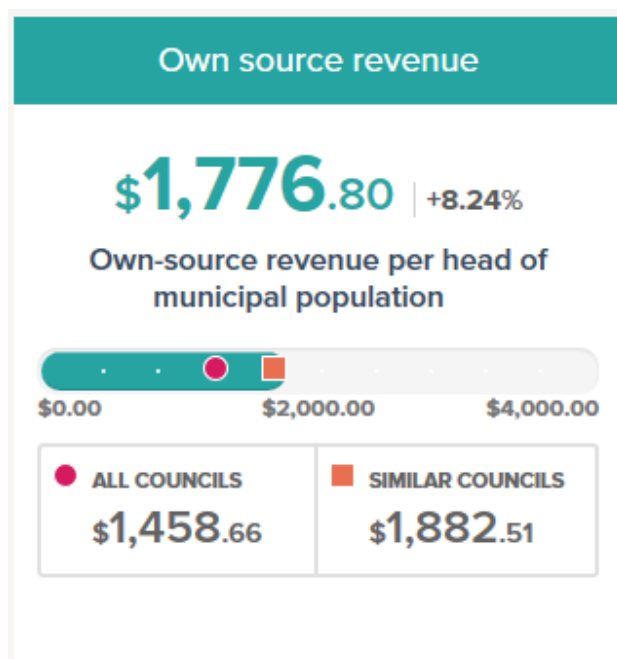 Own source revenue
$1,776.80 +8.24%
Own-source revenue per head of
municipal population
$0.00 $2,000.00 $4,000.00
ALL COUNCILS SIMILAR COUNCILS
$1,458.66 $1,882.51